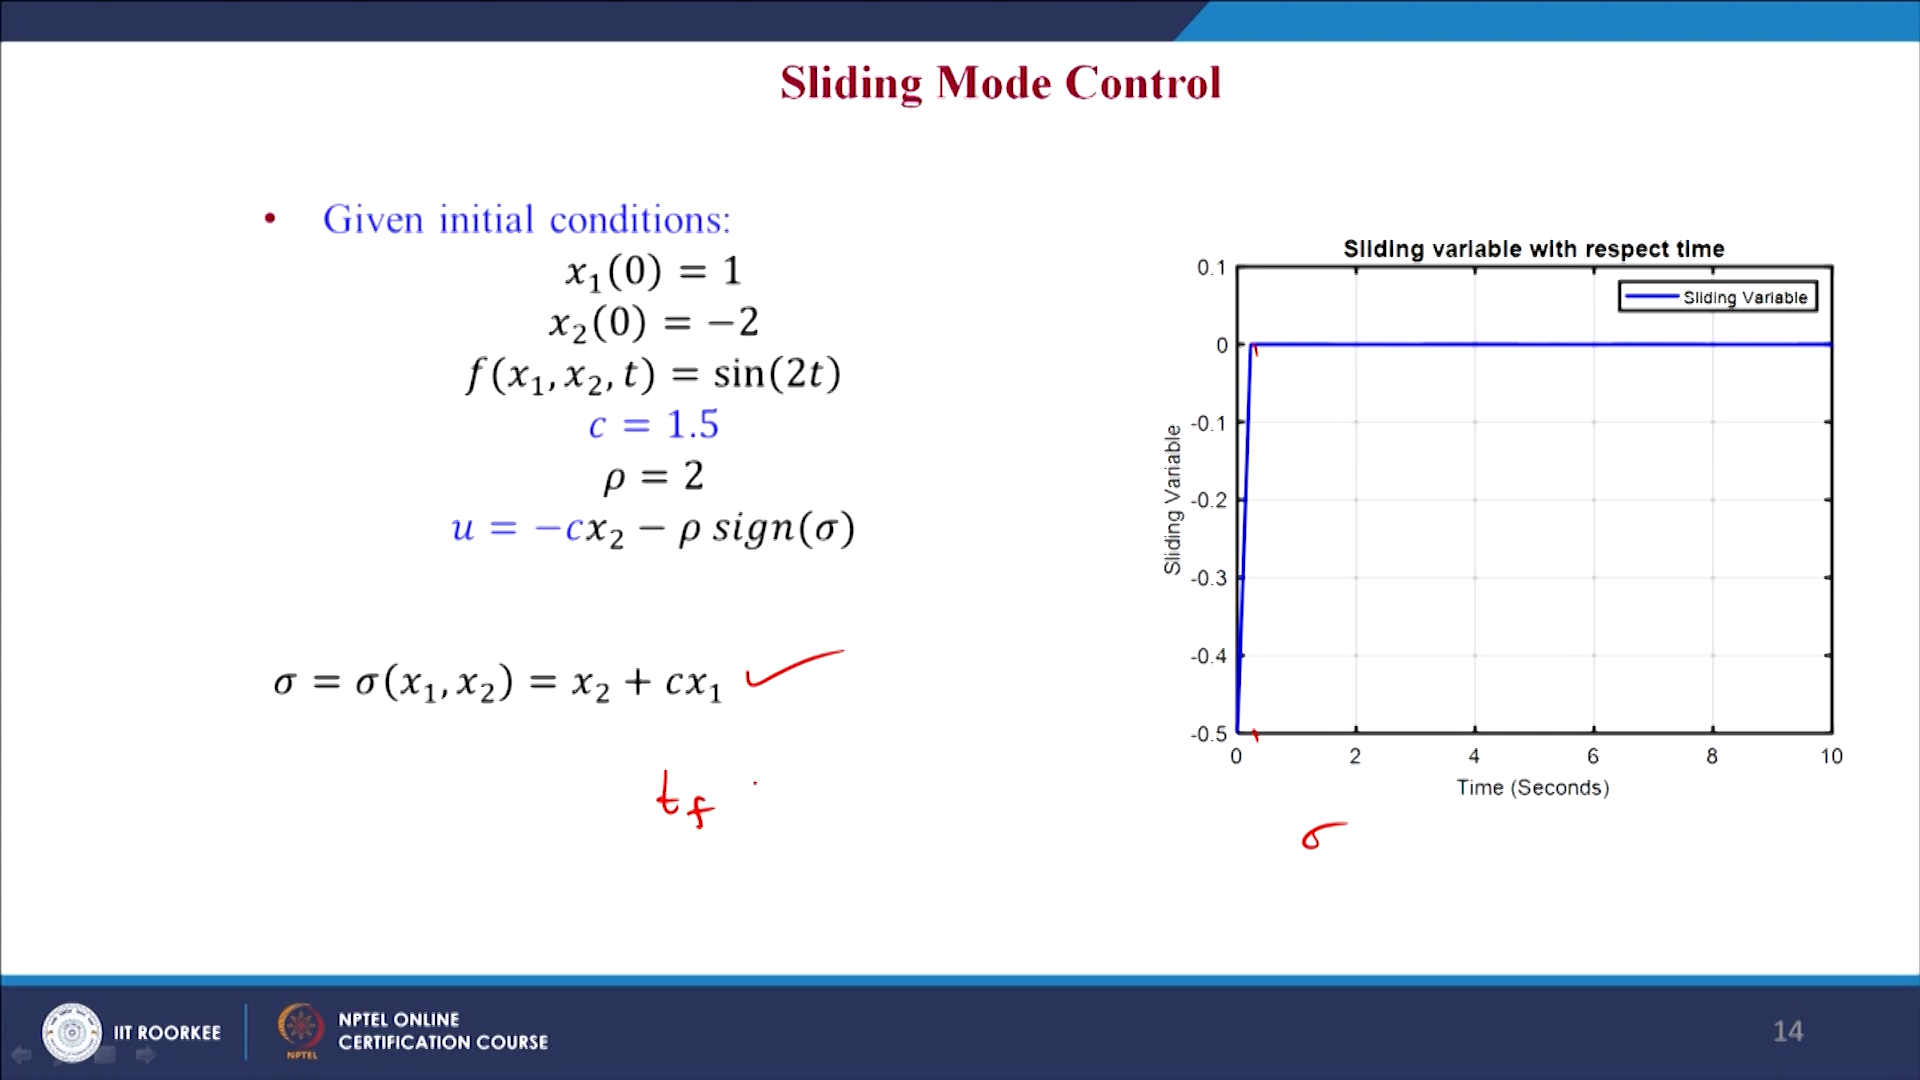 Sliding Mode Control
• Given initial conditions:
x₁(0) = 1
x₂(0) = −2
f(x₁, x₂, t) = sin(2t)
c = 1.5
ρ = 2
u = −cx₂ − ρ sign(σ)
σ = σ(x₁, x₂) = x₂ + cx₁
t_f
Sliding variable with respect time
Sliding Variable
Sliding Variable
0.1
0
-0.1
-0.2
-0.3
-0.4
-0.5
0 2 4 6 8 10
Time (Seconds)
σ
IIT ROORKEE
NPTEL
NPTEL ONLINE
CERTIFICATION COURSE
14